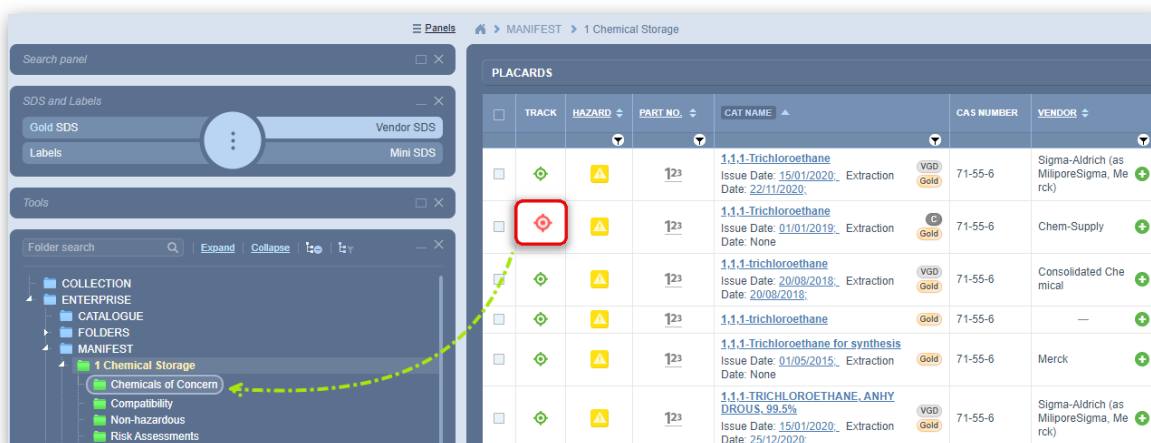 Panels
MANIFEST > 1 Chemical Storage
Search panel
SDS and Labels
Gold SDS
Vendor SDS
Labels
Mini SDS
Tools
Folder search
Expand
Collapse
COLLECTION
ENTERPRISE
CATALOGUE
FOLDERS
MANIFEST
1 Chemical Storage
Chemicals of Concern
Compatibility
Non-hazardous
Risk Assessments
PLACARDS
TRACK HAZARD PART NO. CAT NAME CAS NUMBER VENDOR
123
1,1,1-Trichloroethane
Issue Date: 15/01/2020; Extraction
Date: 22/11/2020;
VGD
Gold
71-55-6
Sigma-Aldrich (as
MiliporeSigma, Me
rck)
123
1,1,1-Trichloroethane
Issue Date: 01/01/2019; Extraction
Date: None
C
Gold
71-55-6
Chem-Supply
123
1,1,1-trichloroethane
Issue Date: 20/08/2018; Extraction
Date: 20/08/2018;
VGD
Gold
71-55-6
Consolidated Che
mical
123
1,1,1-trichloroethane
Gold
71-55-6
—
123
1,1,1-Trichloroethane for synthesis
Issue Date: 01/05/2015; Extraction
Date: None
Gold
71-55-6
Merck
123
1,1,1-TRICHLOROETHANE, ANHY
DROUS, 99.5%
Issue Date: 15/01/2020; Extraction
Date: 25/12/2020;
VGD
Gold
71-55-6
Sigma-Aldrich (as
MiliporeSigma, Me
rck)